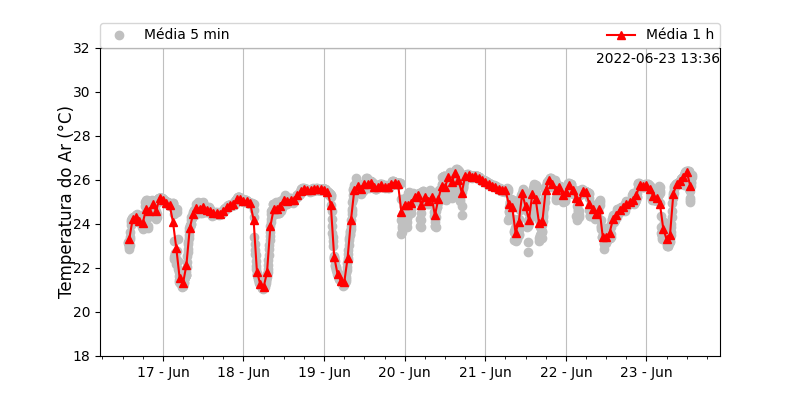 Média 5 min
Média 1 h
2022-06-23 13:36
Temperatura do Ar (°C)
32
30
28
26
24
22
20
18
17 - Jun
18 - Jun
19 - Jun
20 - Jun
21 - Jun
22 - Jun
23 - Jun